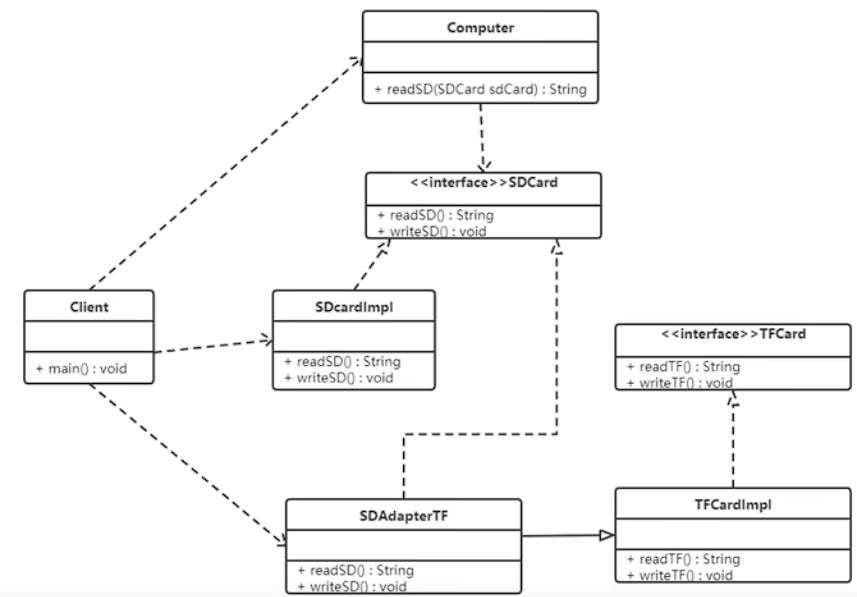 Computer
+ readSD(SDCard sdCard) : String
<<interface>>SDCard
+ readSD() : String
+ writeSD() : void
Client
+ main() : void
SDcardImpl
+ readSD() : String
+ writeSD() : void
<<interface>>TFCard
+ readTF() : String
+ writeTF() : void
SDAdapterTF
+ readSD() : String
+ writeSD() : void
TFCardImpl
+ readTF() : String
+ writeTF() : void